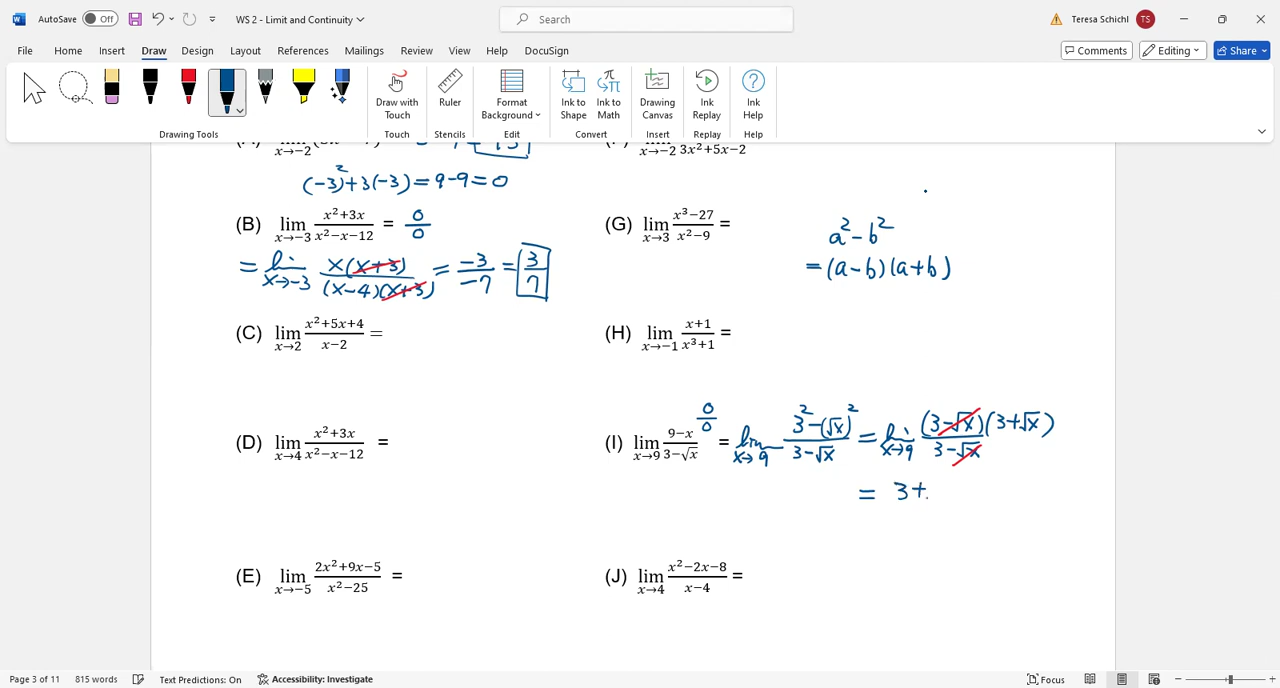 AutoSave Off WS 2 - Limit and Continuity Search Teresa Schichl TS
File Home Insert Draw Design Layout References Mailings Review View Help DocuSign Comments Editing Share
Draw with Touch Ruler Format Background Ink to Shape Ink to Math Drawing Canvas Ink Replay Ink Help
Drawing Tools Touch Stencils Edit Convert Insert Replay Help
x→−2
x→−2 3x²+5x−2
(-3)²+3(-3)=9-9=0
(B) lim x→−3 (x²+3x)/(x²−x−12) = 0/0
= lim x→-3 x(x+3)/((x-4)(x+3)) = -3/-7 = 3/7
(C) lim x→2 (x²+5x+4)/(x−2) =
(D) lim x→4 (x²+3x)/(x²−x−12) =
(E) lim x→−5 (2x²+9x−5)/(x²−25) =
(G) lim x→3 (x³−27)/(x²−9) =
a²-b²
=(a-b)(a+b)
(H) lim x→−1 (x+1)/(x³+1) =
(I) lim x→9 (9−x)/(3−√x) 0/0 = lim x→9 (3²-(√x)²)/(3-√x) = lim x→9 (3-√x)(3+√x)/(3-√x)
= 3+
(J) lim x→4 (x²−2x−8)/(x−4) =
Page 3 of 11 815 words Text Predictions: On Accessibility: Investigate Focus